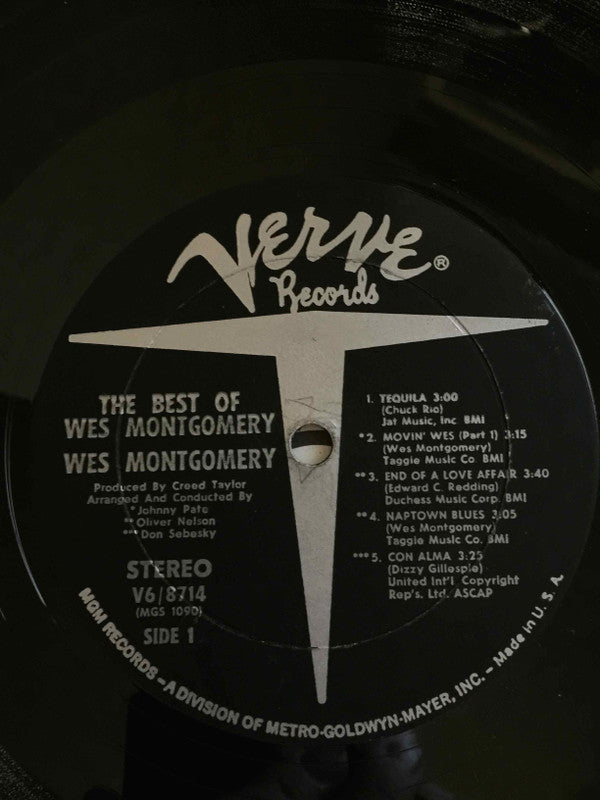 Verve ®
Records
THE BEST OF
WES MONTGOMERY
WES MONTGOMERY
Produced By Creed Taylor
Arranged And Conducted By
*Johnny Pate
**Oliver Nelson
***Don Sebesky
STEREO
V6/8714
(MGS 1090)
SIDE 1
1. TEQUILA 3:00
(Chuck Rio)
Jat Music, Inc BMI
*2. MOVIN' WES (Part 1) 3:15
(Wes Montgomery)
Taggie Music Co. BMI
**3. END OF A LOVE AFFAIR 3:40
(Edward C. Redding)
Duchess Music Corp. BMI
**4. NAPTOWN BLUES 3:05
(Wes Montgomery)
Taggie Music Co. BMI
***5. CON ALMA 3:25
(Dizzy Gillespie)
United Int'l Copyright
Rep's. Ltd. ASCAP
MGM RECORDS – A DIVISION OF METRO-GOLDWYN-MAYER, INC. – Made in U.S.A.